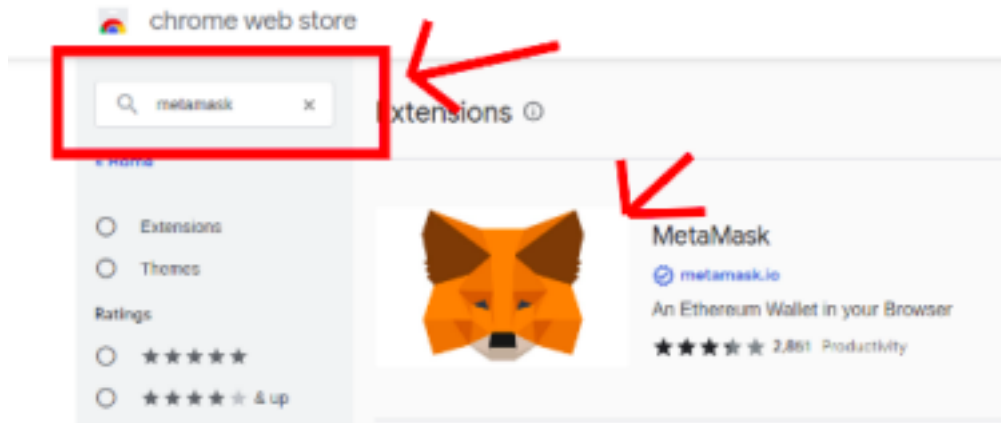 chrome web store
metamask ×
Extensions
« Home
Extensions
Themes
Ratings
& up
MetaMask
metamask.io
An Ethereum Wallet in your Browser
2,861 Productivity